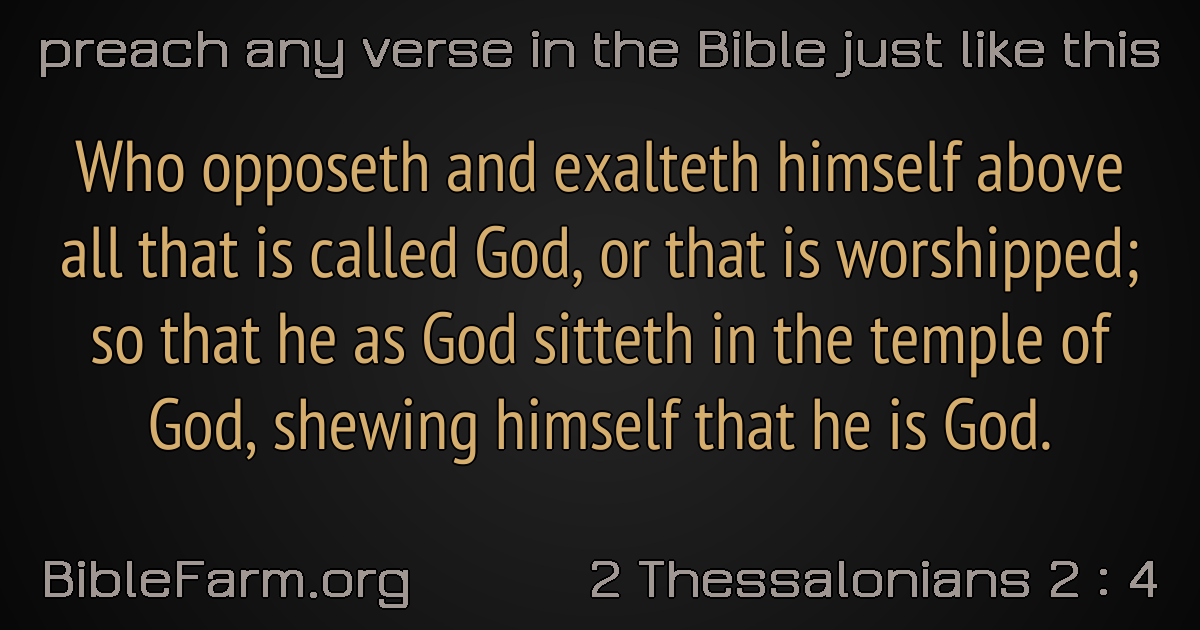 preach any verse in the Bible just like this
Who opposeth and exalteth himself above
all that is called God, or that is worshipped;
so that he as God sitteth in the temple of
God, shewing himself that he is God.
BibleFarm.org
2 Thessalonians 2 : 4